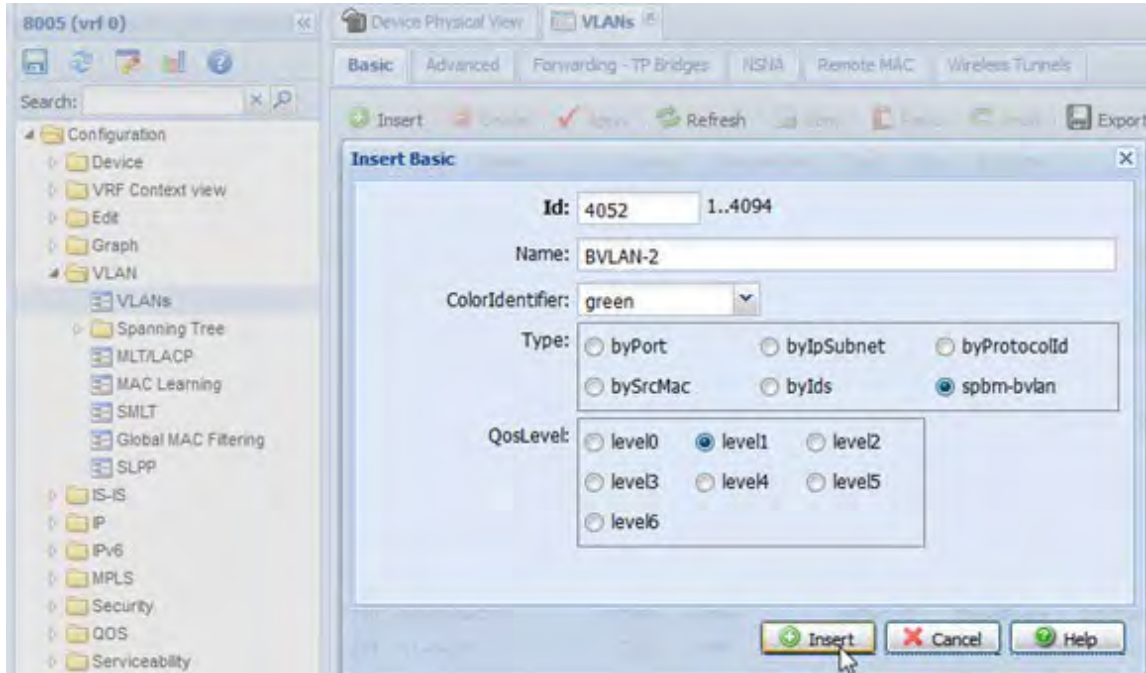 8005 (vrf 0)
Device Physical View
VLANs
Basic
Advanced
Forwarding - TP Bridges
NSNA
Remote MAC
Wireless Tunnels
Search:
Insert
Refresh
Export
Configuration
Device
VRF Context view
Edit
Graph
VLAN
VLANs
Spanning Tree
MLT/LACP
MAC Learning
SMLT
Global MAC Filtering
SLPP
IS-IS
IP
IPv6
MPLS
Security
QOS
Serviceability
Insert Basic
Id: 4052 1..4094
Name: BVLAN-2
ColorIdentifier: green
Type: byPort byIpSubnet byProtocolId
bySrcMac byIds spbm-bvlan
QosLevel: level0 level1 level2
level3 level4 level5
level6
Insert Cancel Help